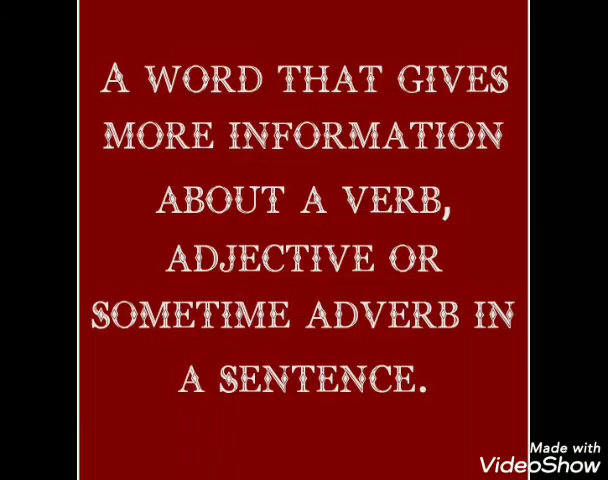 A WORD THAT GIVES
MORE INFORMATION
ABOUT A VERB,
ADJECTIVE OR
SOMETIME ADVERB IN
A SENTENCE.
Made with
VideoShow